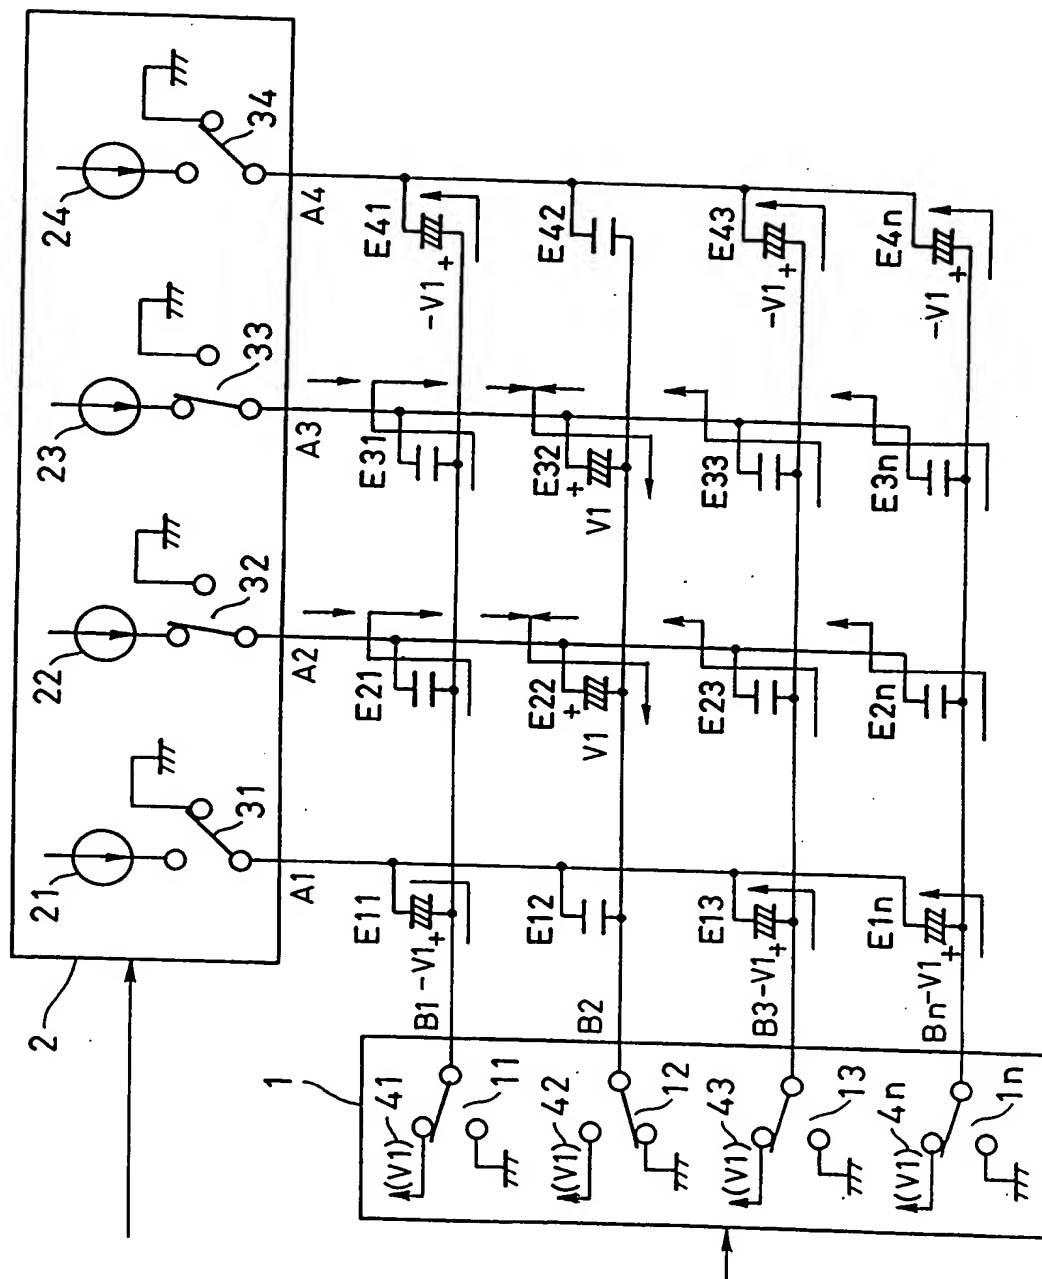 2
21
22
23
24
31
32
33
34
A1
A2
A3
A4
E11
E21
E31
E41
B1
-V1
+
-V1
+
E12
E22
E32
E42
B2
+
V1
+
V1
E13
E23
E33
E43
B3
-V1
+
-V1
+
E1n
E2n
E3n
E4n
Bn
-V1
+
-V1
+
1
(V1)
41
11
(V1)
42
12
(V1)
43
13
(V1)
4n
1n